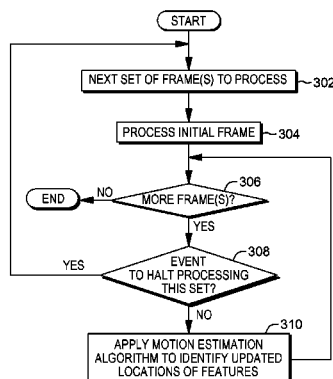 START
NEXT SET OF FRAME(S) TO PROCESS
302
PROCESS INITIAL FRAME
304
306
MORE FRAME(S)?
NO
END
YES
308
EVENT
TO HALT PROCESSING
THIS SET?
YES
NO
310
APPLY MOTION ESTIMATION
ALGORITHM TO IDENTIFY UPDATED
LOCATIONS OF FEATURES